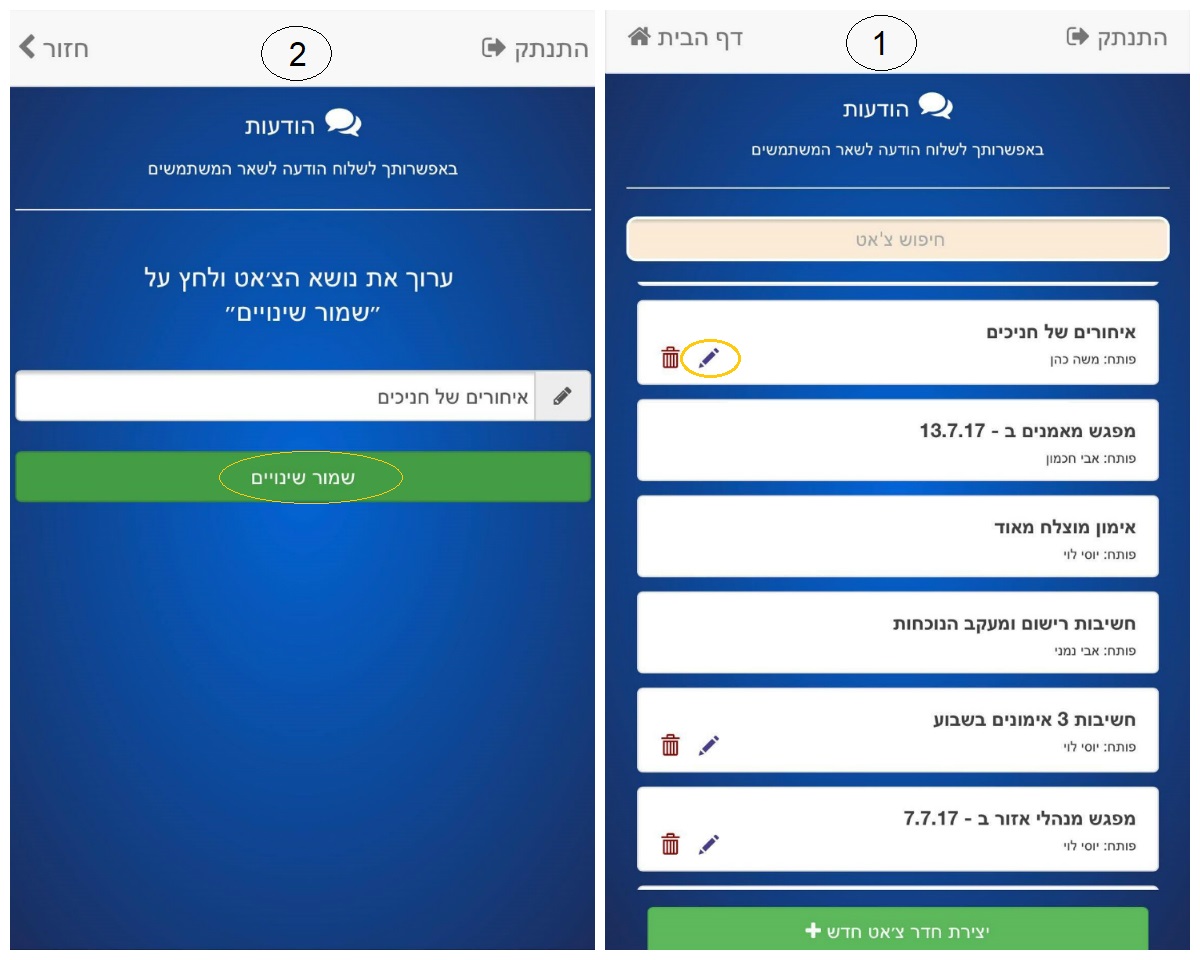 התנתק
1
דף הבית
הודעות
באפשרותך לשלוח הודעה לשאר המשתמשים
חיפוש צ'אט
איחורים של חניכים
פותח: משה כהן
מפגש מאמנים ב - 13.7.17
פותח: אבי חכמון
אימון מוצלח מאוד
פותח: יוסי לוי
חשיבות רישום ומעקב הנוכחות
פותח: אבי נמני
חשיבות 3 אימונים בשבוע
פותח: יוסי לוי
מפגש מנהלי אזור ב - 7.7.17
פותח: יוסי לוי
יצירת חדר צ׳אט חדש
התנתק
2
חזור
הודעות
באפשרותך לשלוח הודעה לשאר המשתמשים
ערוך את נושא הצ׳אט ולחץ על
״שמור שינויים״
איחורים של חניכים
שמור שינויים